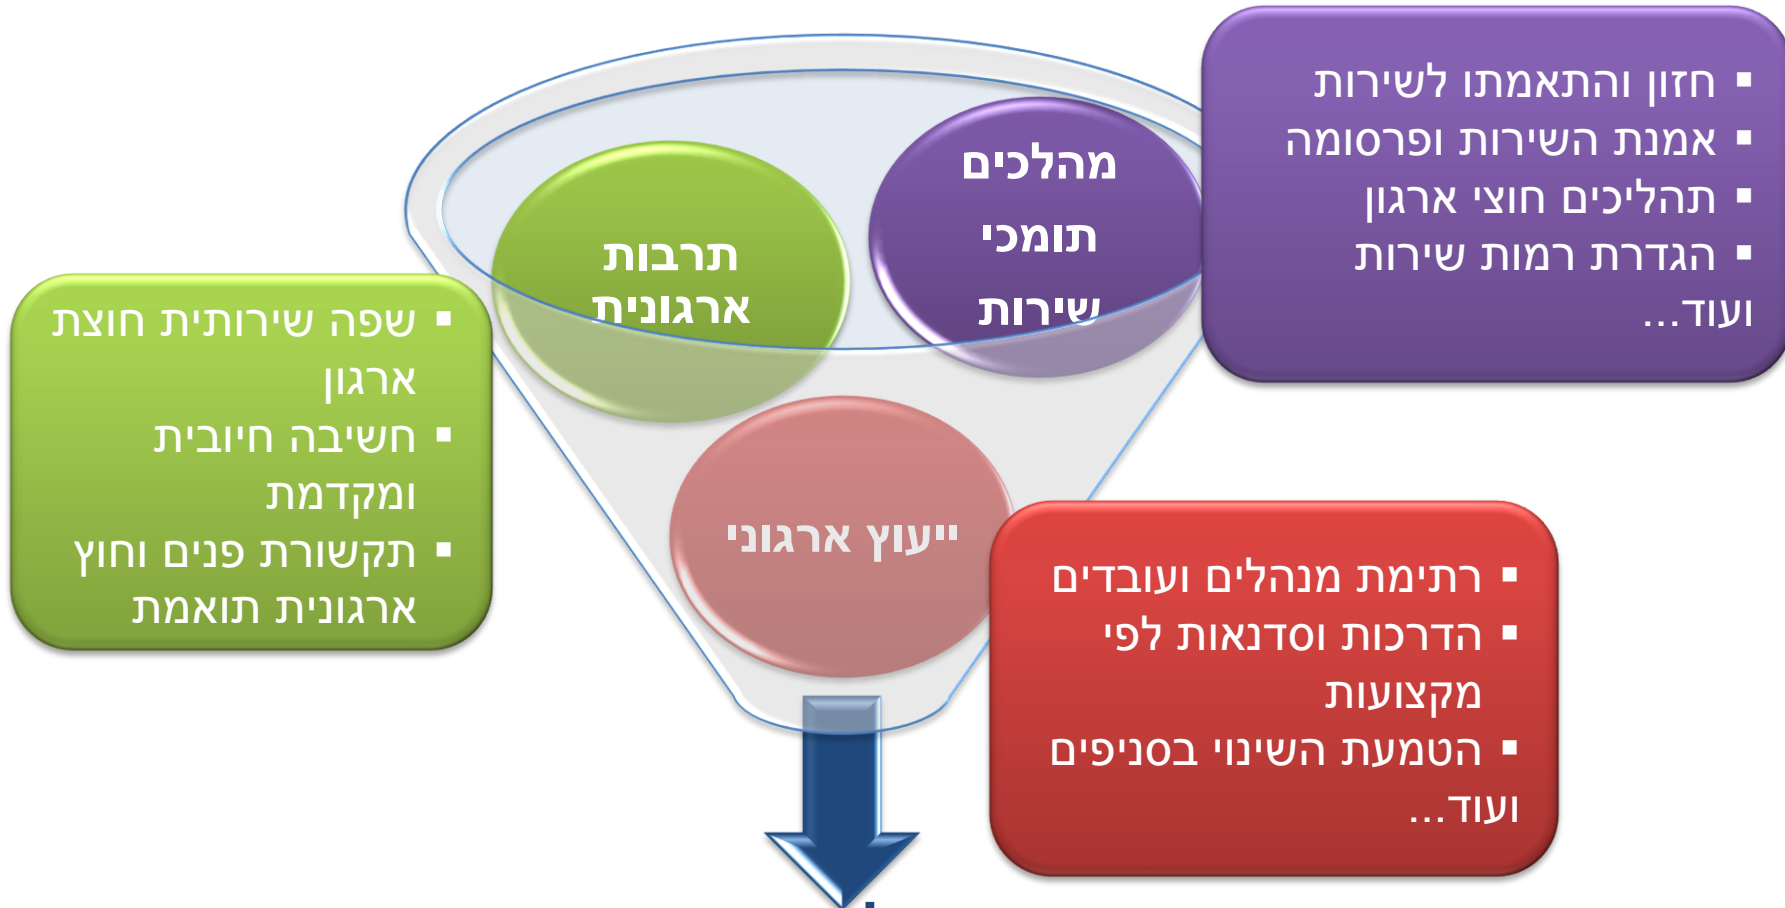 ▪ חזון והתאמתו לשירות
▪ אמנת השירות ופרסומה
▪ תהליכים חוצי ארגון
▪ הגדרת רמות שירות
ועוד...
מהלכים
תומכי
שירות
תרבות
ארגונית
▪ שפה שירותית חוצת
ארגון
▪ חשיבה חיובית
ומקדמת
▪ תקשורת פנים וחוץ
ארגונית תואמת
ייעוץ ארגוני
▪ רתימת מנהלים ועובדים
▪ הדרכות וסדנאות לפי
מקצועות
▪ הטמעת השינוי בסניפים
ועוד...